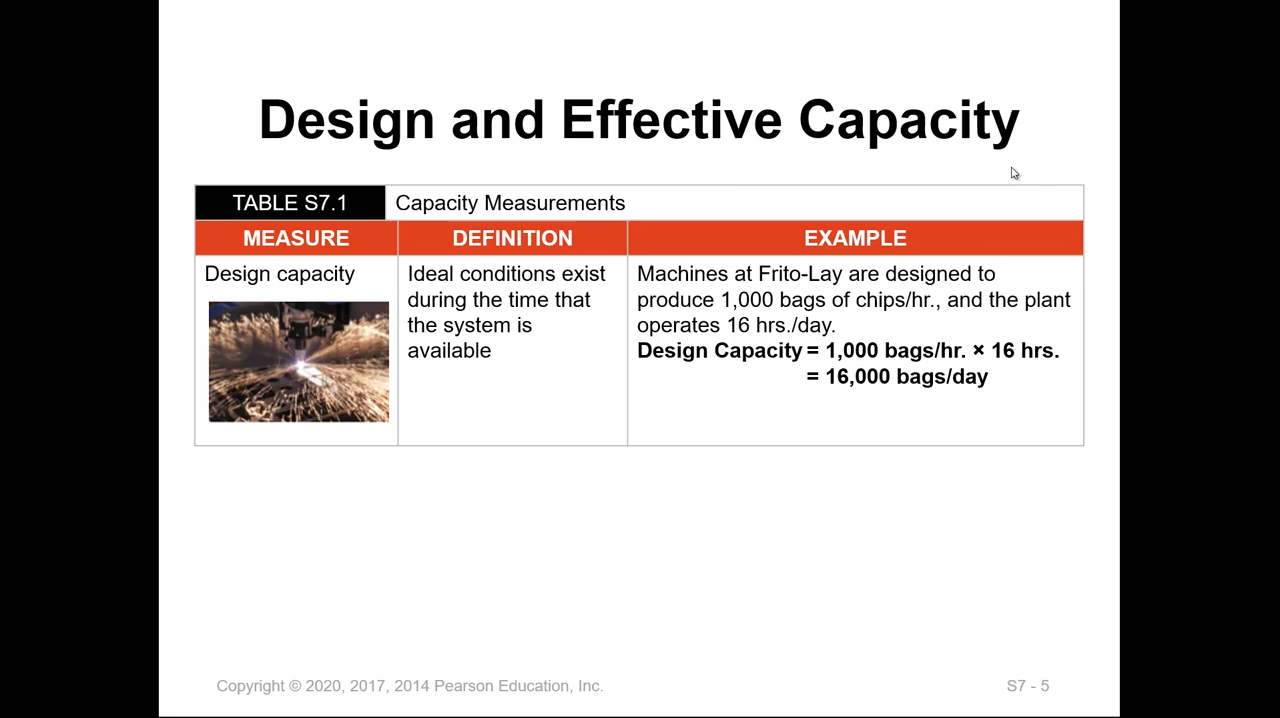 Design and Effective Capacity
TABLE S7.1 Capacity Measurements
MEASURE DEFINITION EXAMPLE
Design capacity
Ideal conditions exist
during the time that
the system is
available
Machines at Frito-Lay are designed to
produce 1,000 bags of chips/hr., and the plant
operates 16 hrs./day.
Design Capacity = 1,000 bags/hr. × 16 hrs.
= 16,000 bags/day
Copyright © 2020, 2017, 2014 Pearson Education, Inc.
S7 - 5